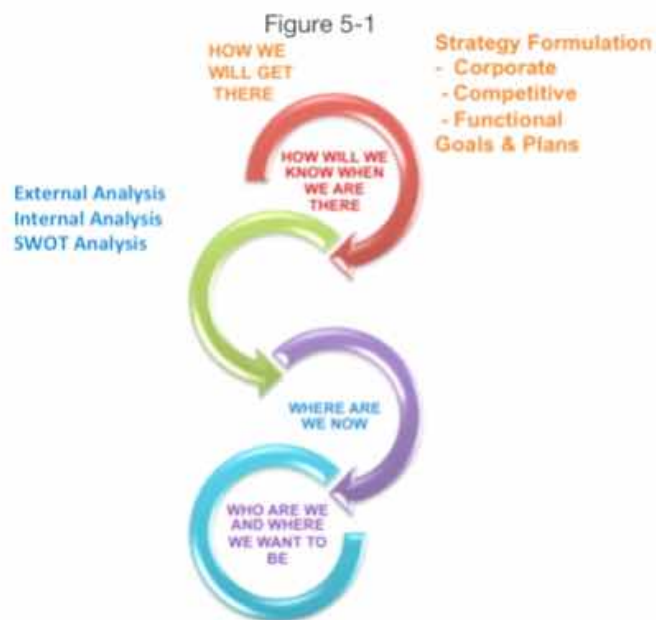 Figure 5-1
HOW WE
WILL GET
THERE
Strategy Formulation
- Corporate
- Competitive
- Functional
Goals & Plans
HOW WILL WE
KNOW WHEN
WE ARE
THERE
External Analysis
Internal Analysis
SWOT Analysis
WHERE ARE
WE NOW
WHO ARE WE
AND WHERE
WE WANT TO
BE